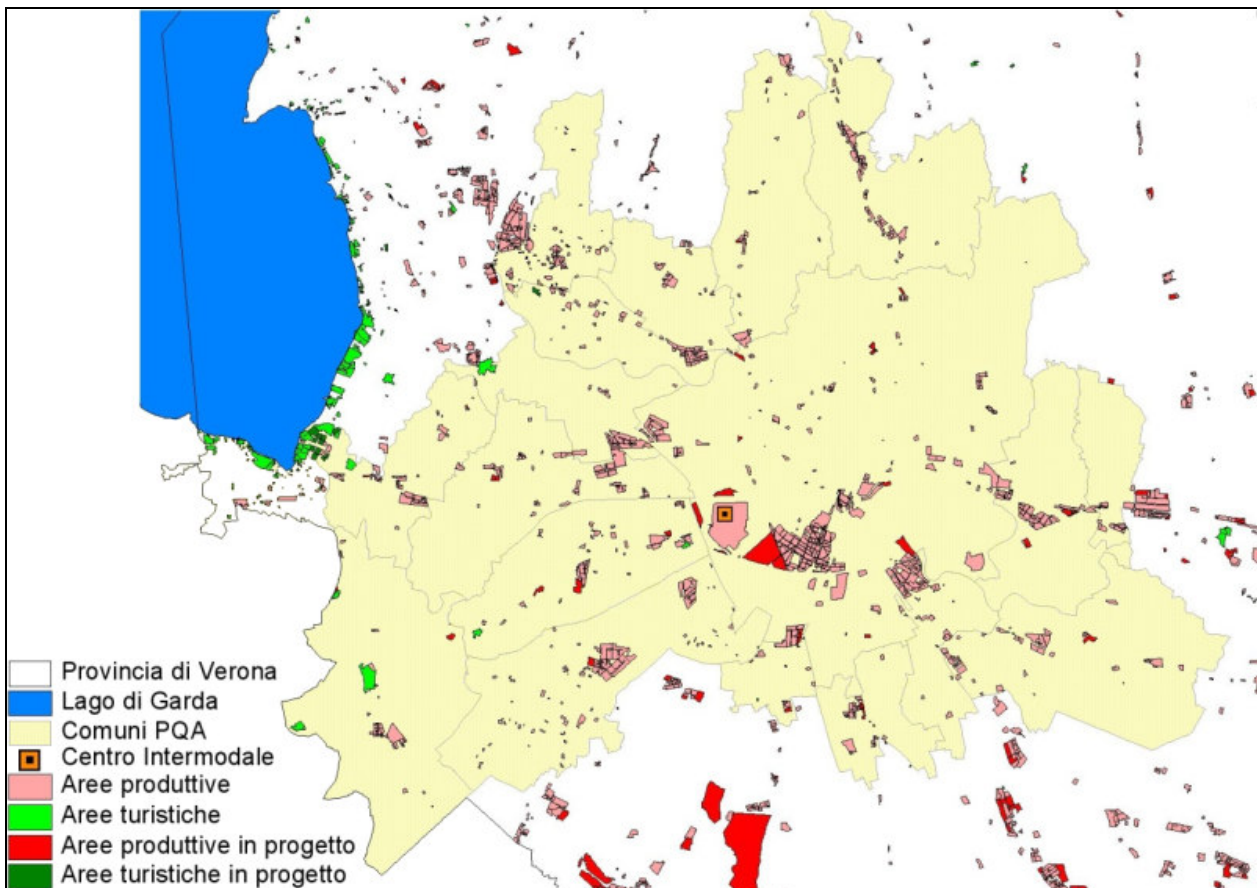 Provincia di Verona
Lago di Garda
Comuni PQA
Centro Intermodale
Aree produttive
Aree turistiche
Aree produttive in progetto
Aree turistiche in progetto